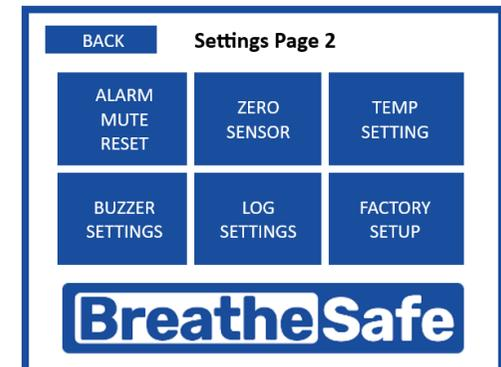 BACK
Settings Page 2
ALARM
MUTE
RESET
ZERO
SENSOR
TEMP
SETTING
BUZZER
SETTINGS
LOG
SETTINGS
FACTORY
SETUP
BreatheSafe